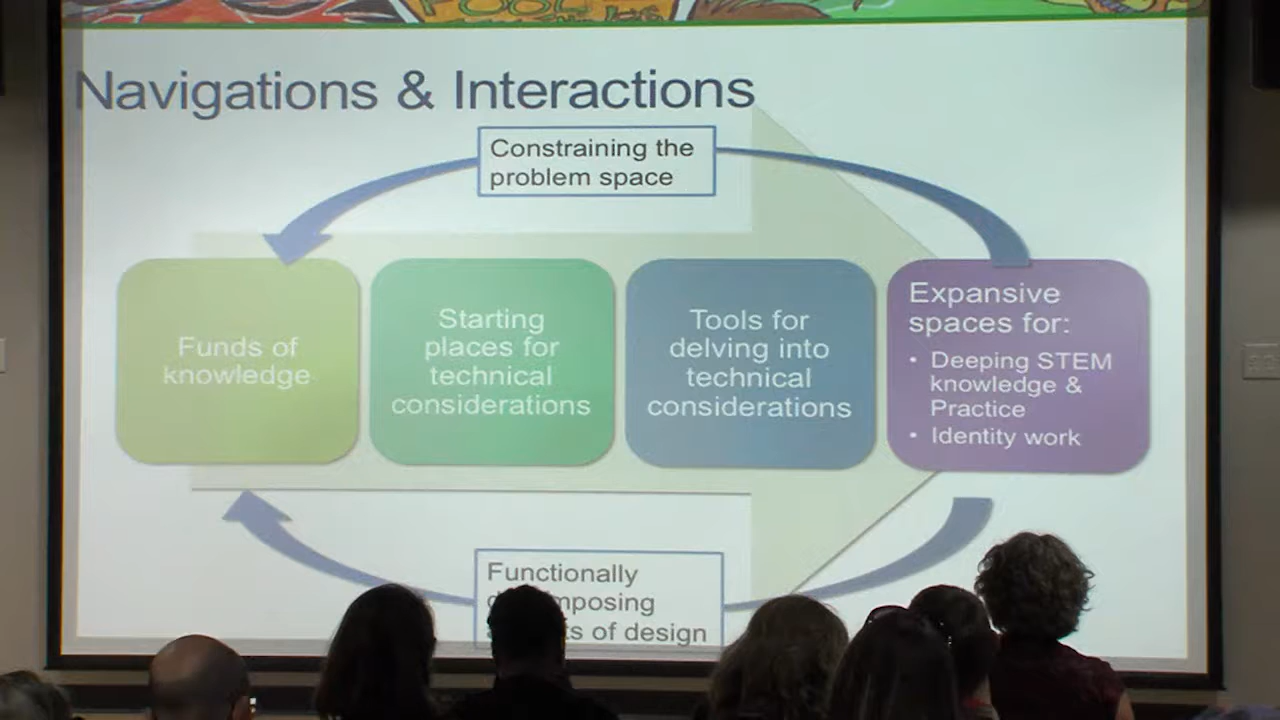 Navigations & Interactions
Constraining the
problem space
Funds of
knowledge
Starting
places for
technical
considerations
Tools for
delving into
technical
considerations
Expansive
spaces for:
• Deeping STEM
knowledge &
Practice
• Identity work
Functionally
of design